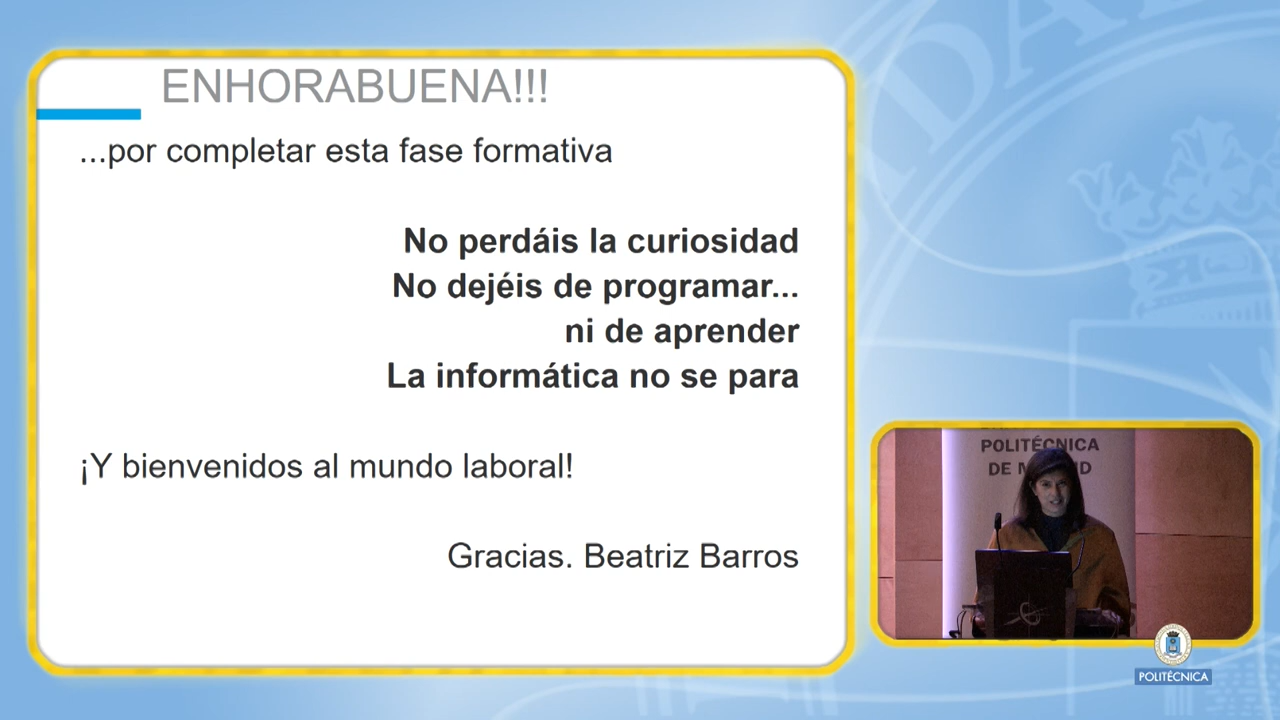 ENHORABUENA!!!
...por completar esta fase formativa
No perdáis la curiosidad
No dejéis de programar...
ni de aprender
La informática no se para
¡Y bienvenidos al mundo laboral!
Gracias. Beatriz Barros
POLITÉCNICA
DE
POLITÉCNICA